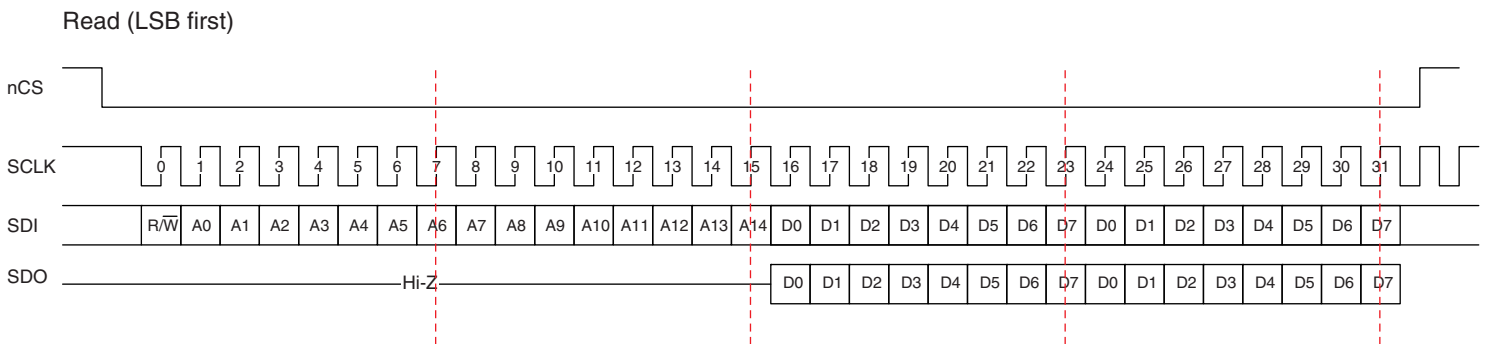 Read (LSB first)
nCS
SCLK 0 1 2 3 4 5 6 7 8 9 10 11 12 13 14 15 16 17 18 19 20 21 22 23 24 25 26 27 28 29 30 31
SDI R/W̅ A0 A1 A2 A3 A4 A5 A6 A7 A8 A9 A10 A11 A12 A13 A14 D0 D1 D2 D3 D4 D5 D6 D7 D0 D1 D2 D3 D4 D5 D6 D7
SDO Hi-Z D0 D1 D2 D3 D4 D5 D6 D7 D0 D1 D2 D3 D4 D5 D6 D7